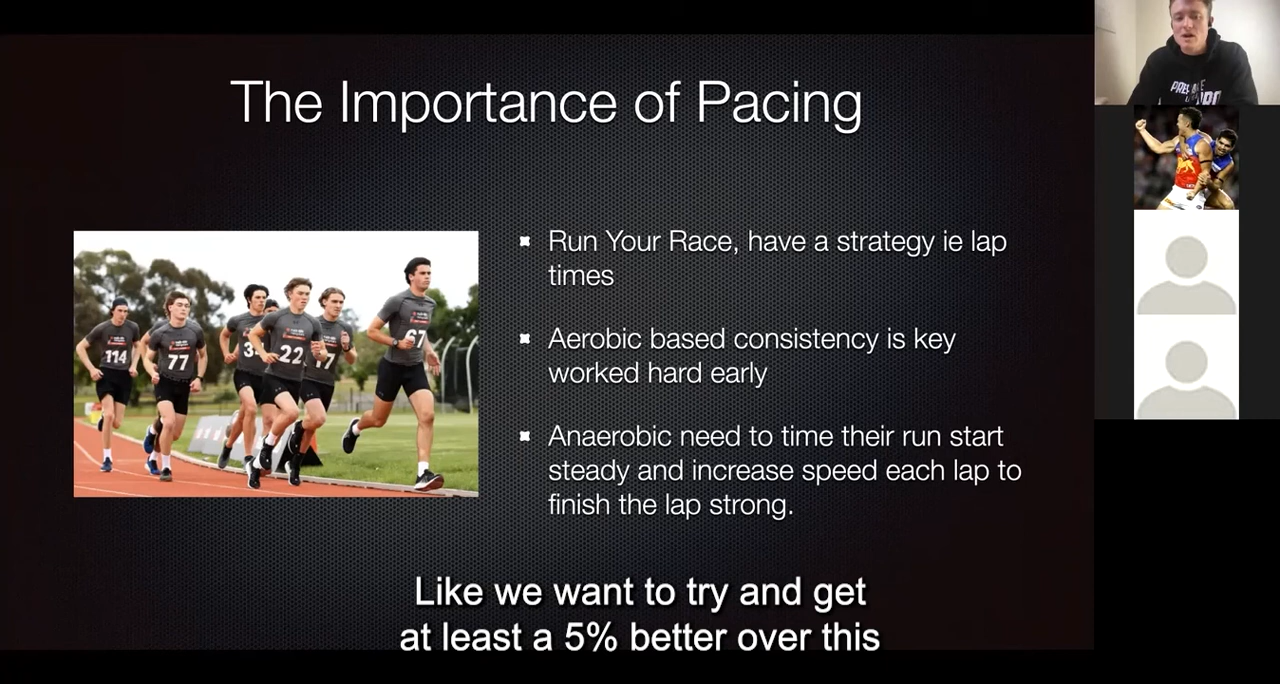 The Importance of Pacing
Run Your Race, have a strategy ie lap
times
Aerobic based consistency is key
worked hard early
Anaerobic need to time their run start
steady and increase speed each lap to
finish the lap strong.
114
77
22
67
Like we want to try and get
at least a 5% better over this